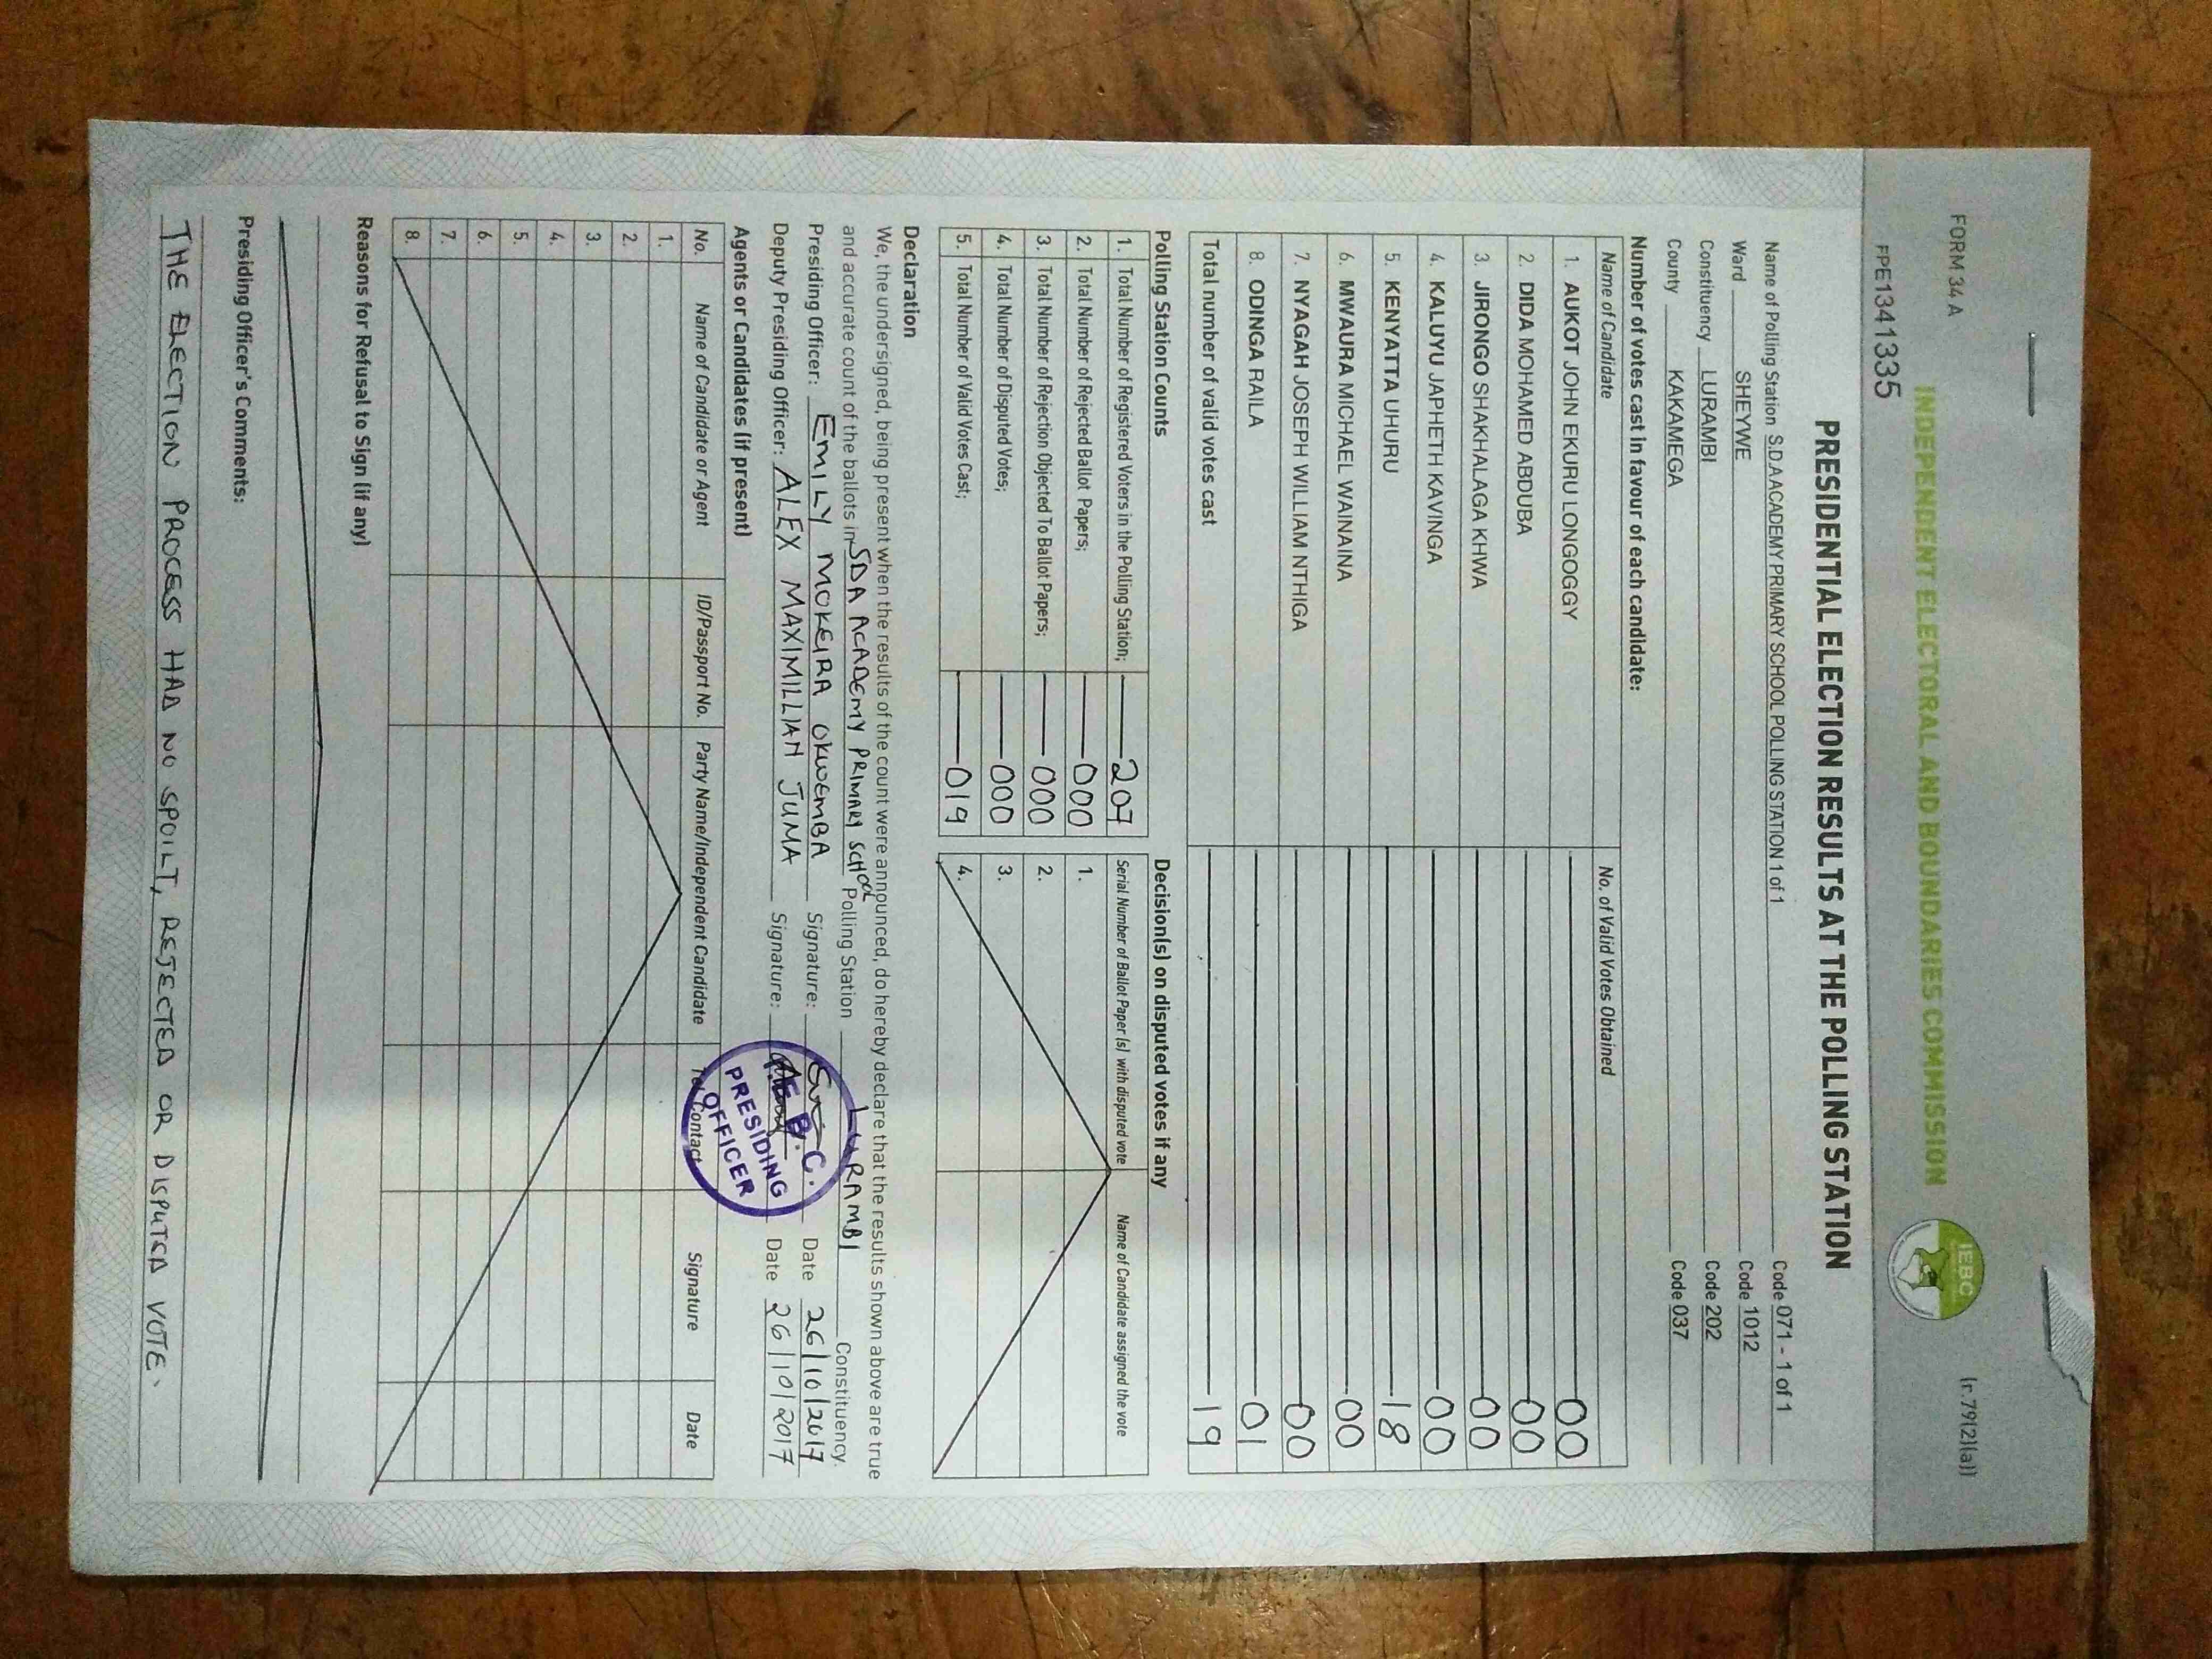 FORM 34 A
(r.79(2)(a))
INDEPENDENT ELECTORAL AND BOUNDARIES COMMISSION
IEBC
FPE1341335
PRESIDENTIAL ELECTION RESULTS AT THE POLLING STATION
Name of Polling Station S.D.A ACADEMY PRIMARY SCHOOL POLLING STATION 1 of 1 Code 071 - 1 of 1
Ward SHEYWE Code 1012
Constituency LURAMBI Code 202
County KAKAMEGA Code 037
Number of votes cast in favour of each candidate:
Name of Candidate No. of Valid Votes Obtained
1. AUKOT JOHN EKURU LONGOGGY 00
2. DIDA MOHAMED ABDUBA 00
3. JIRONGO SHAKHALAGA KHWA 00
4. KALUYU JAPHETH KAVINGA 00
5. KENYATTA UHURU 18
6. MWAURA MICHAEL WAINAINA 00
7. NYAGAH JOSEPH WILLIAM NTHIGA 00
8. ODINGA RAILA 01
Total number of valid votes cast 19
Polling Station Counts Decision(s) on disputed votes if any
1. Total Number of Registered Voters in the Polling Station; 207 Serial Number of Ballot Paper (s) with disputed vote Name of Candidate assigned the vote
2. Total Number of Rejected Ballot Papers; 000 1.
3. Total Number of Rejection Objected To Ballot Papers; 000 2.
4. Total Number of Disputed Votes; 000 3.
5. Total Number of Valid Votes Cast; 019 4.
Declaration
We, the undersigned, being present when the results of the count were announced, do hereby declare that the results shown above are true
and accurate count of the ballots in SDA ACADEMY PRIMARY SCHOOL Polling Station LURAMBI Constituency.
Presiding Officer: EMILY MOKEIRA OKWEMBA Signature: Date 26/10/2017
Deputy Presiding Officer: ALEX MAXIMILLIAN JUMA Signature: Date 26/10/2017
I.E.B.C.
PRESIDING
OFFICER
Agents or Candidates (if present)
No. Name of Candidate or Agent ID/Passport No. Party Name/Independent Candidate Tel Contact Signature Date
1.
2.
3.
4.
5.
6.
7.
8.
Reasons for Refusal to Sign (if any)
Presiding Officer's Comments:
THE ELECTION PROCESS HAD NO SPOILT, REJECTED OR DISPUTED VOTE.